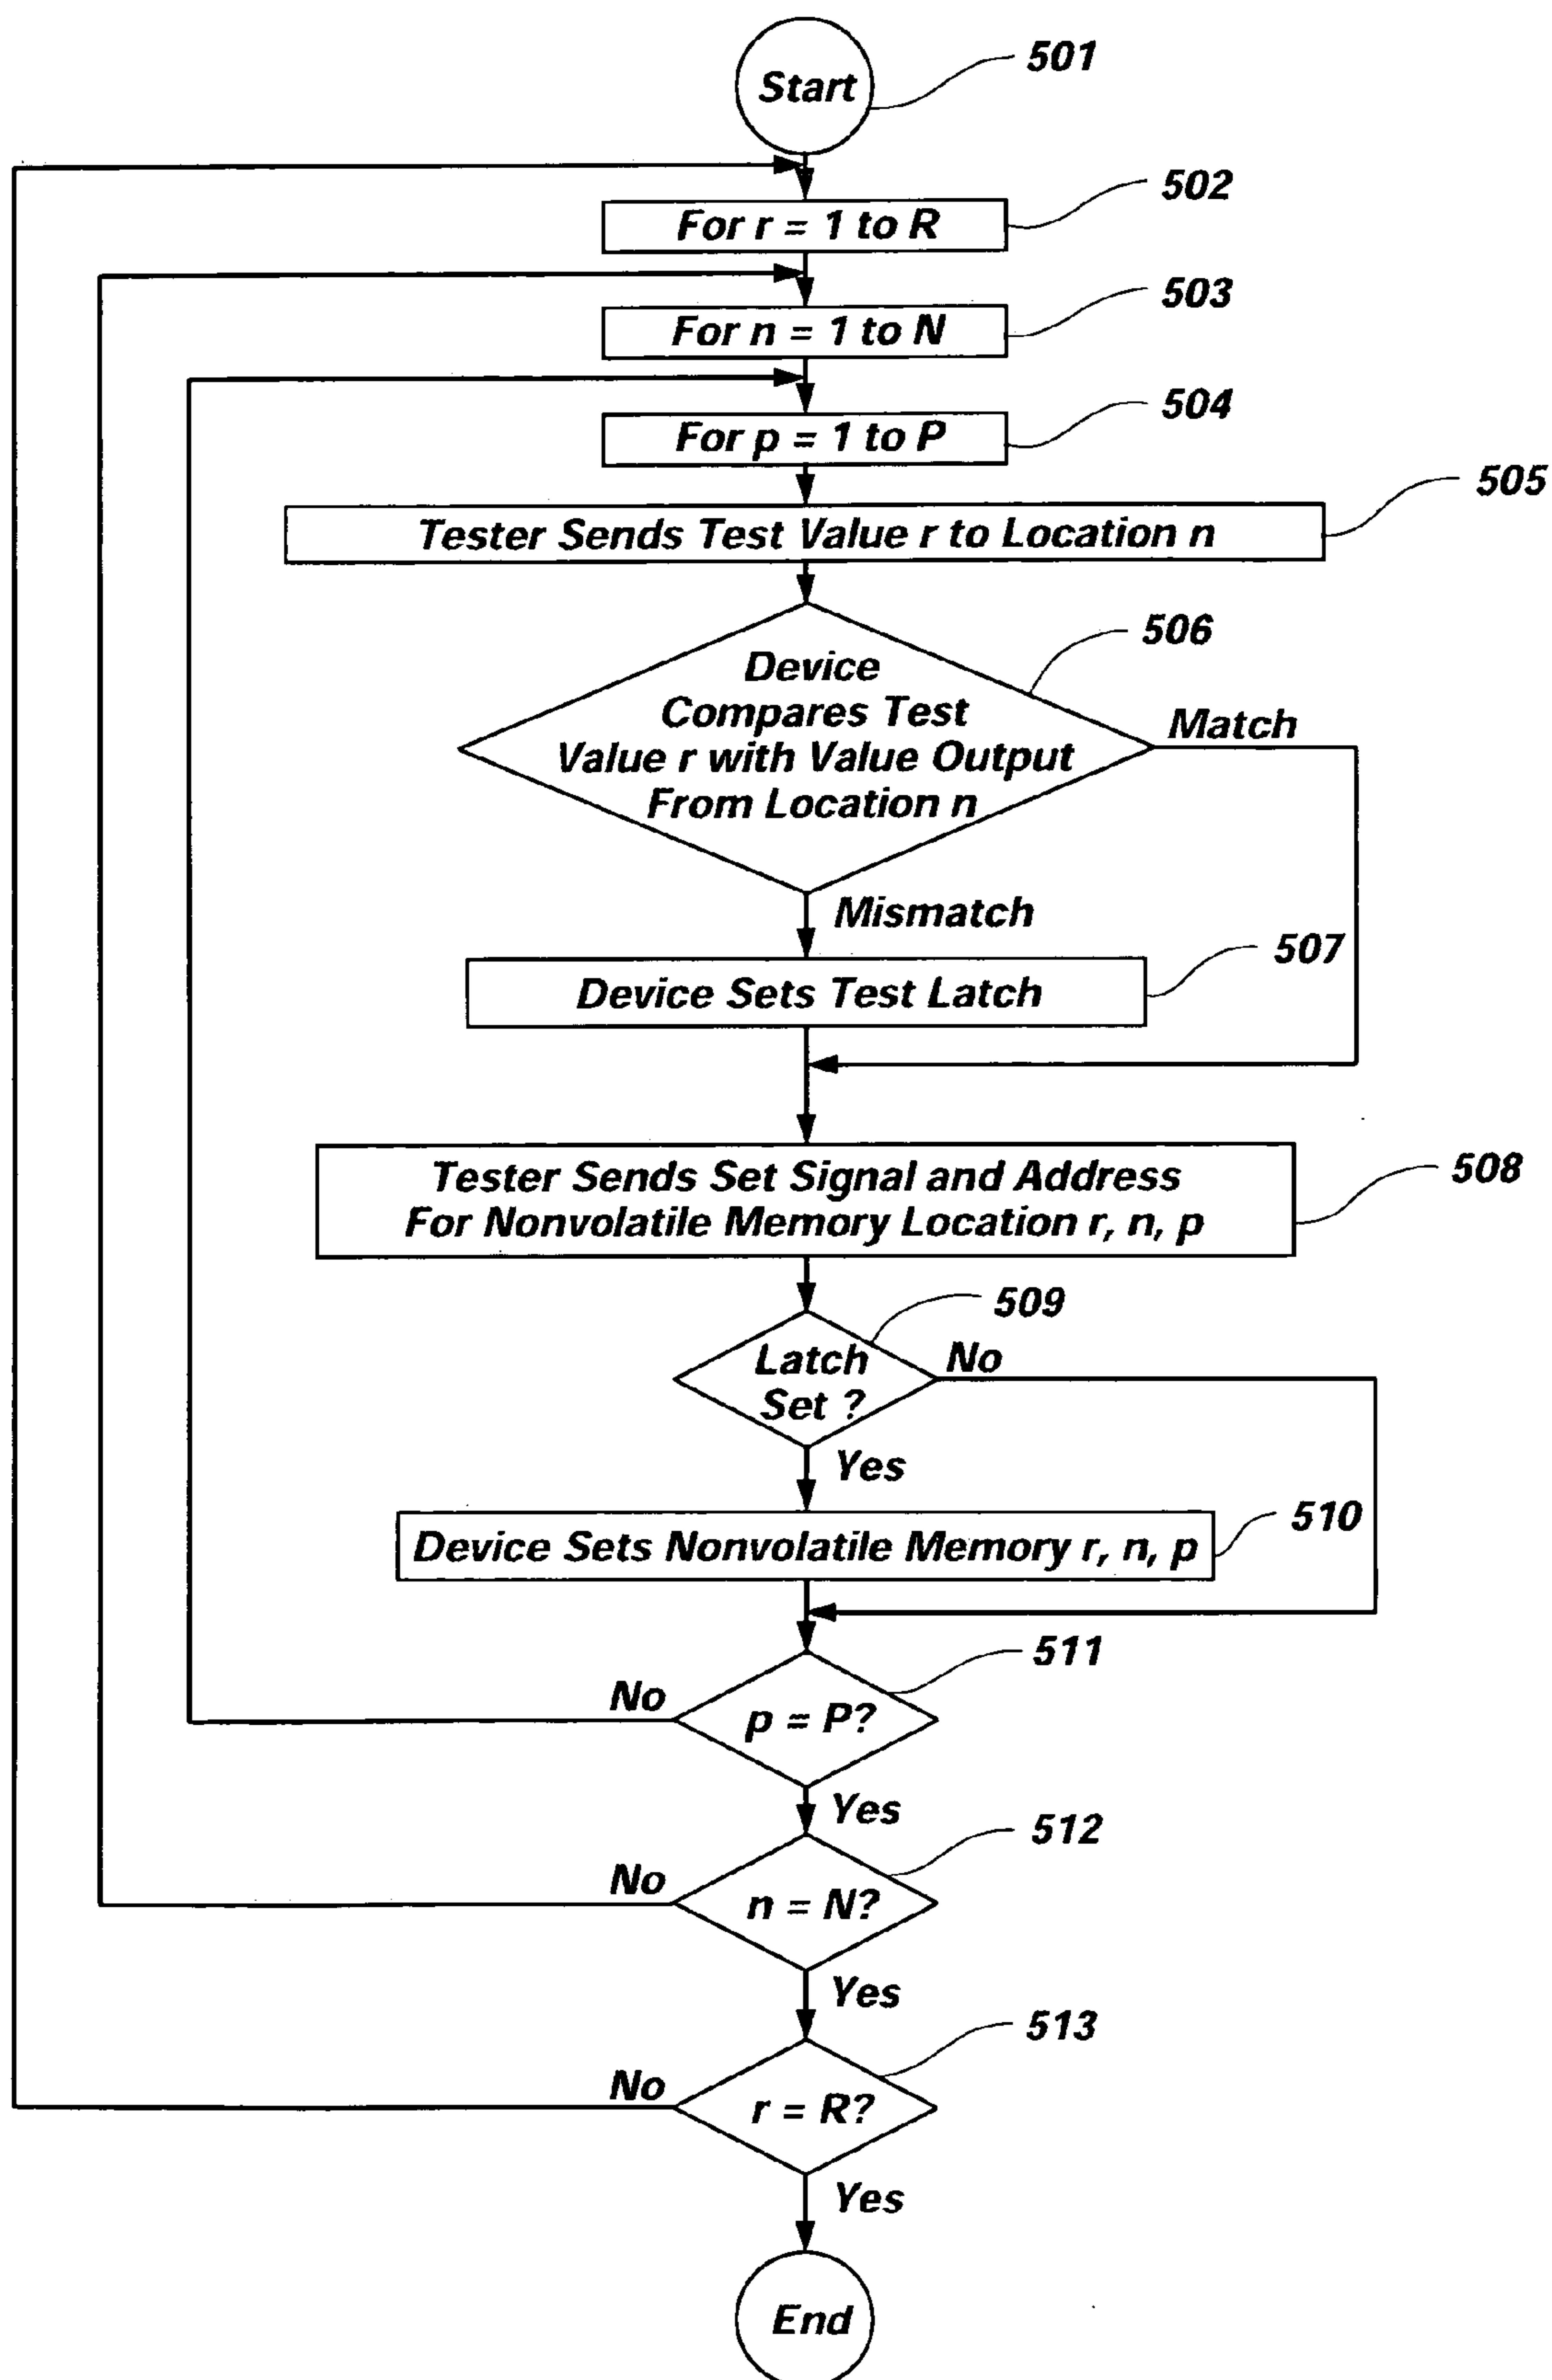 Start
501
For r = 1 to R
502
For n = 1 to N
503
For p = 1 to P
504
Tester Sends Test Value r to Location n
505
Device
Compares Test
Value r with Value Output
From Location n
506
Match
Mismatch
Device Sets Test Latch
507
Tester Sends Set Signal and Address
For Nonvolatile Memory Location r, n, p
508
Latch
Set ?
509
No
Yes
Device Sets Nonvolatile Memory r, n, p
510
p = P?
511
No
Yes
n = N?
512
No
Yes
r = R?
513
No
Yes
End